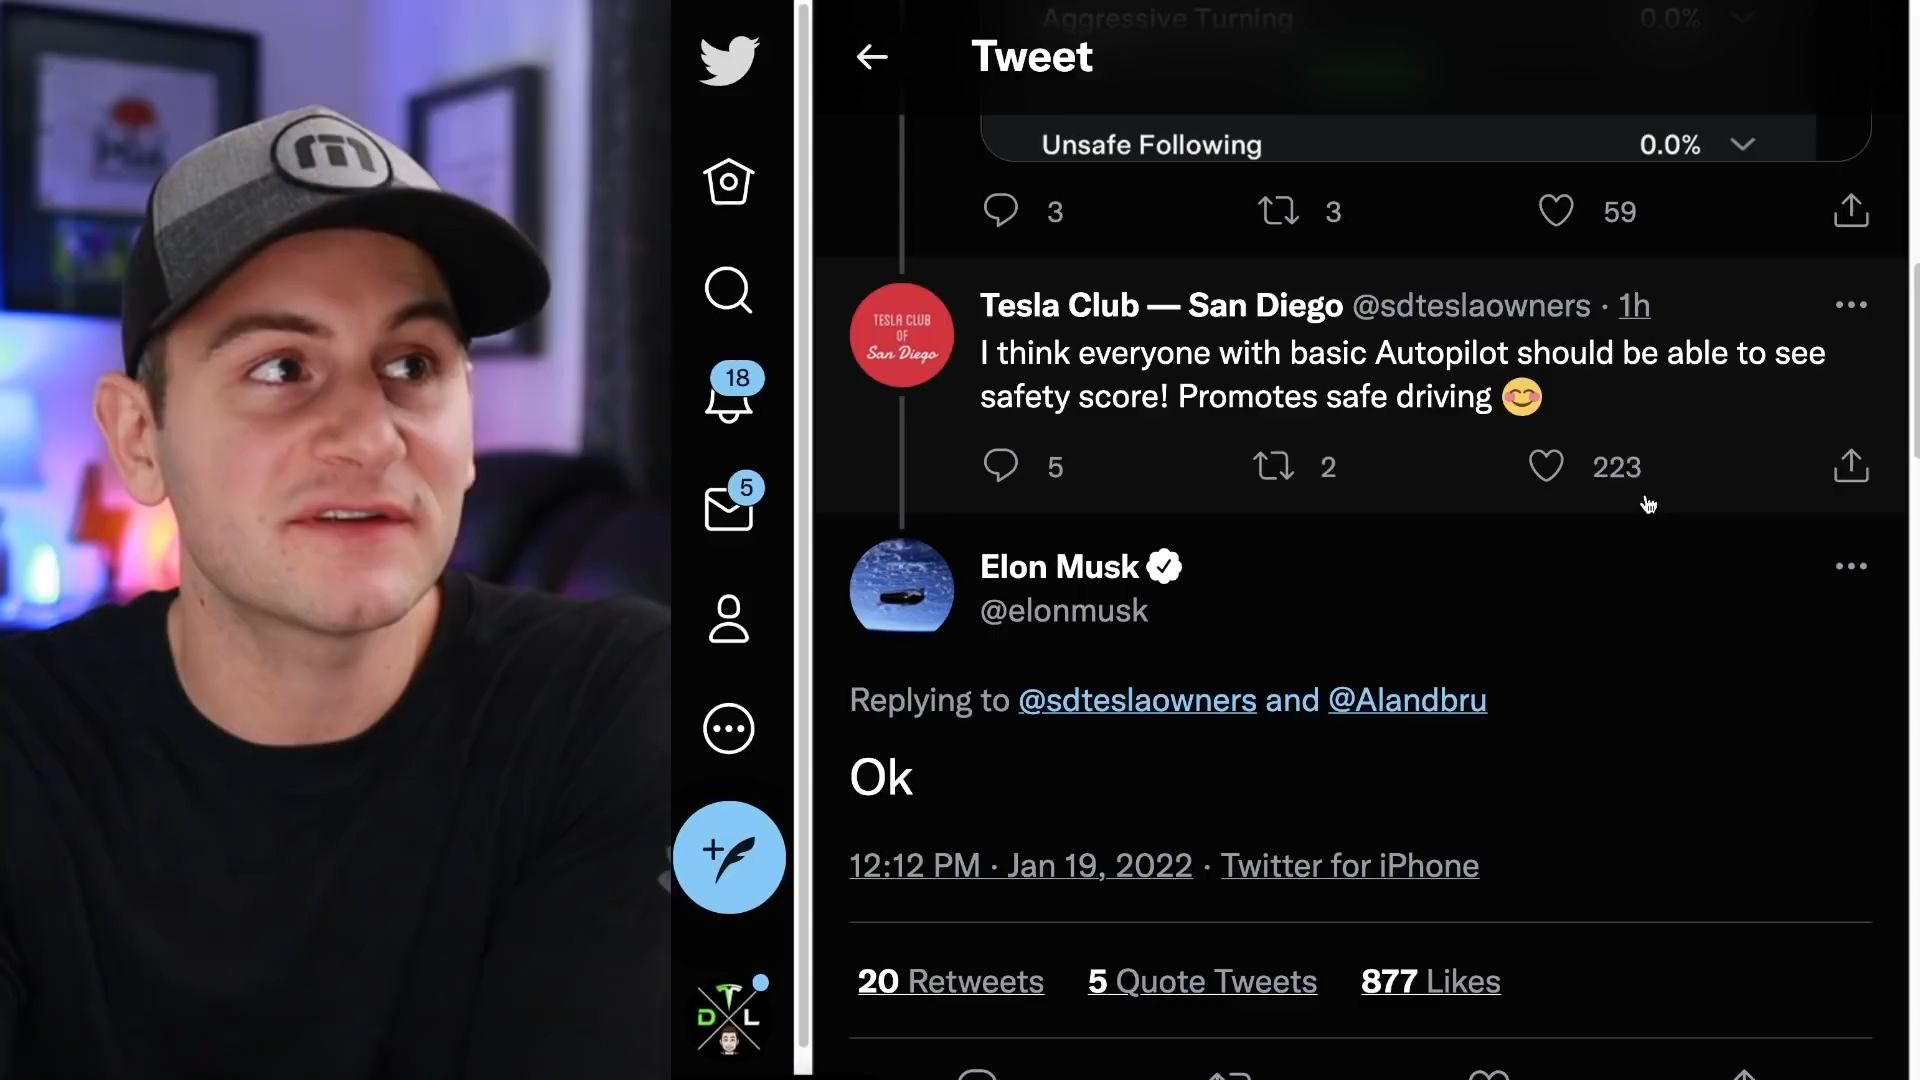 Aggressive Turning 0.0%
Tweet
Unsafe Following 0.0%
3 3 59
TESLA CLUB
OF
San Diego
Tesla Club — San Diego @sdteslaowners · 1h
I think everyone with basic Autopilot should be able to see
safety score! Promotes safe driving 😊
5 2 223
18
5
Elon Musk
@elonmusk
Replying to @sdteslaowners and @Alandbru
Ok
12:12 PM · Jan 19, 2022 · Twitter for iPhone
20 Retweets 5 Quote Tweets 877 Likes
D L